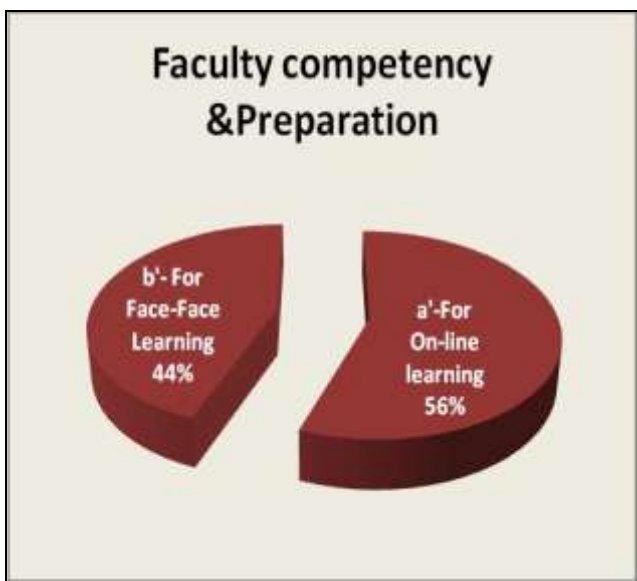 Faculty competency
&Preparation
b'- For
Face-Face
Learning
44%
a'-For
On-line
learning
56%